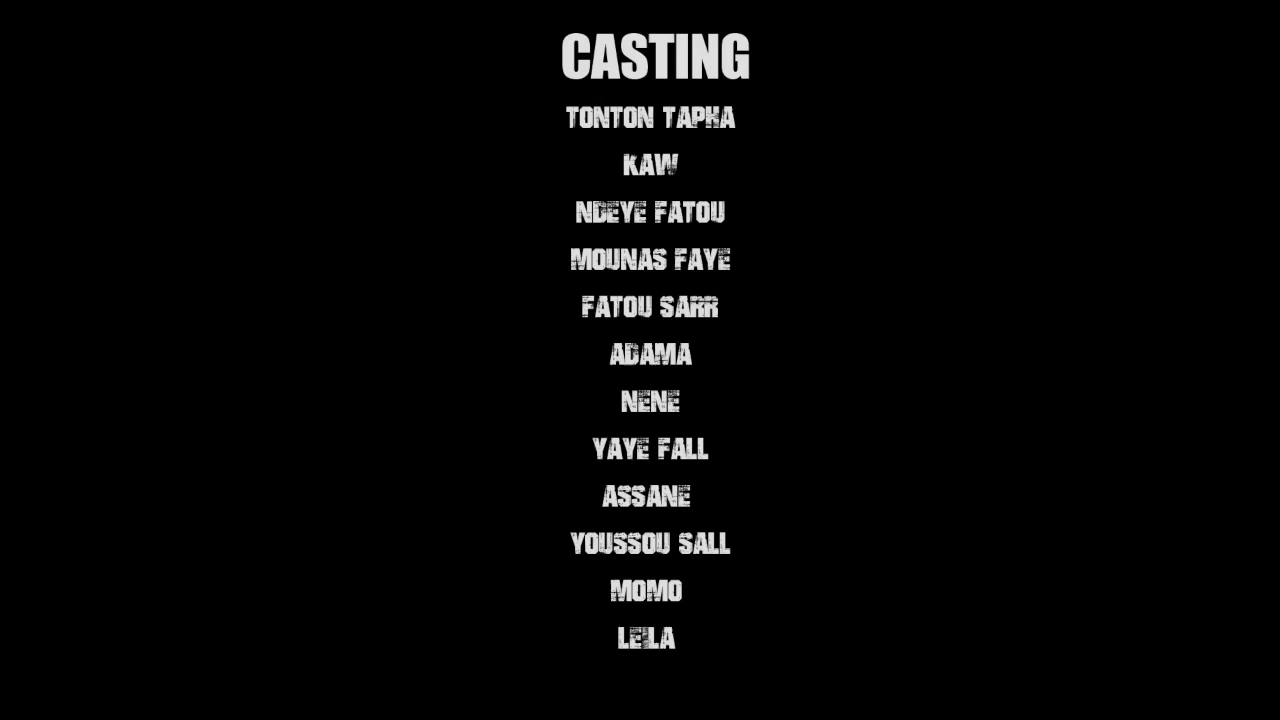 CASTING
TONTON TAPHA
KAW
NDEYE FATOU
MOUNAS FAYE
FATOU SARR
ADAMA
NENE
YAYE FALL
ASSANE
YOUSSOU SALL
MOMO
LEILA